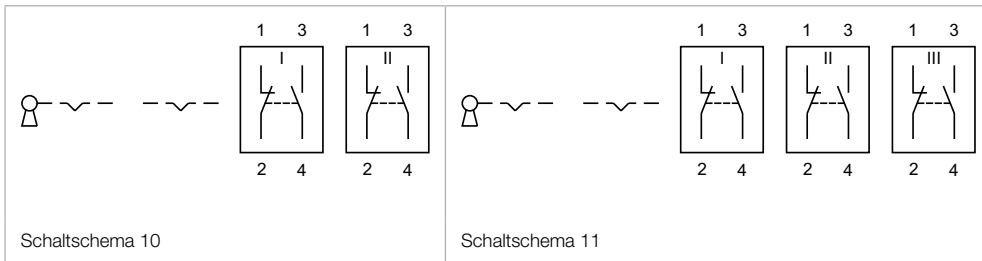 1 3 1 3
I II
2 4 2 4
Schaltschema 10
1 3 1 3 1 3
I II III
2 4 2 4 2 4
Schaltschema 11